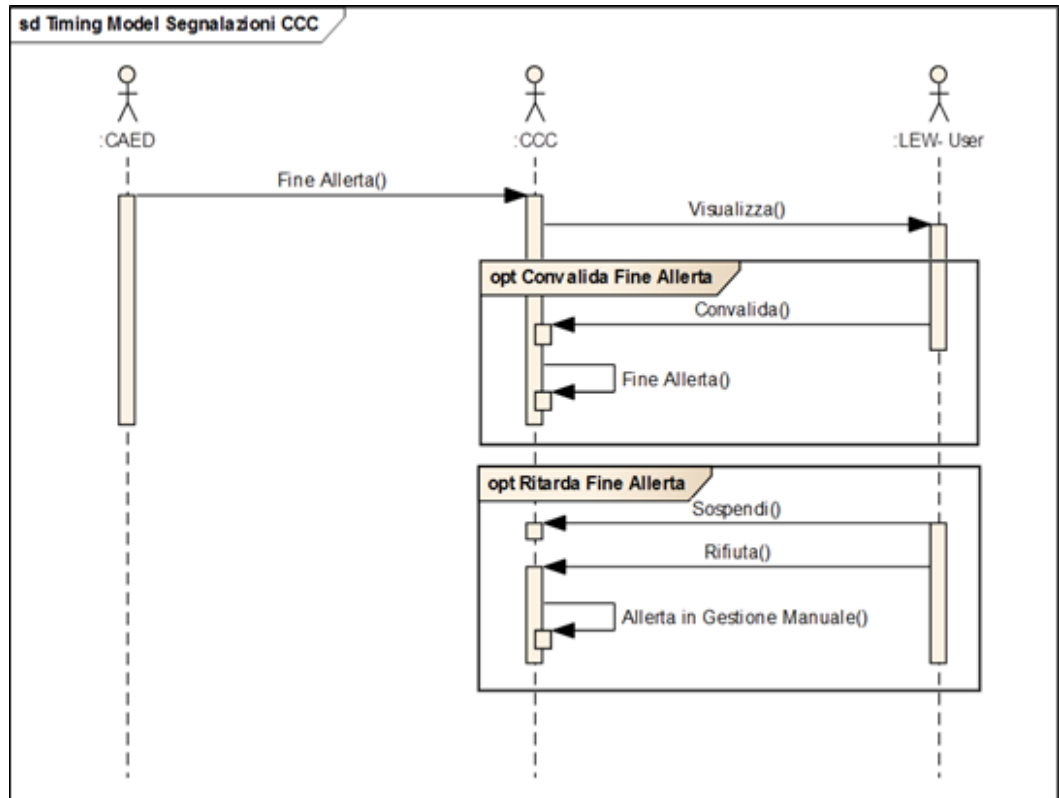 sd Timing Model Segnalazioni CCC
:CAED
:CCC
:LEW- User
Fine Allerta()
Visualizza()
opt Convalida Fine Allerta
Convalida()
Fine Allerta()
opt Ritarda Fine Allerta
Sospendi()
Rifiuta()
Allerta in Gestione Manuale()